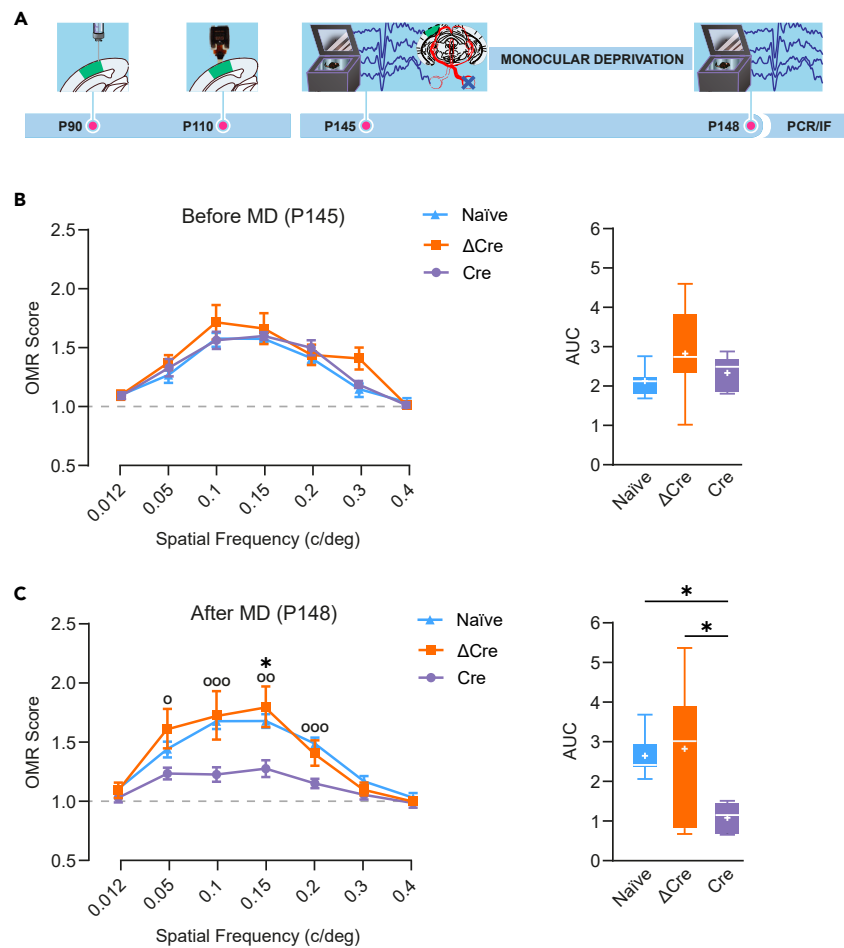 A
MONOCULAR DEPRIVATION
P90
P110
P145
P148
PCR/IF
B
Before MD (P145)
Naïve
ΔCre
Cre
OMR Score
2.5
2.0
1.5
1.0
0.5
0.012
0.05
0.1
0.15
0.2
0.3
0.4
Spatial Frequency (c/deg)
AUC
6
5
4
3
2
1
0
Naïve
ΔCre
Cre
C
After MD (P148)
Naïve
ΔCre
Cre
OMR Score
2.5
2.0
1.5
1.0
0.5
o
ooo
*
oo
ooo
0.012
0.05
0.1
0.15
0.2
0.3
0.4
Spatial Frequency (c/deg)
*
*
AUC
6
5
4
3
2
1
0
Naïve
ΔCre
Cre